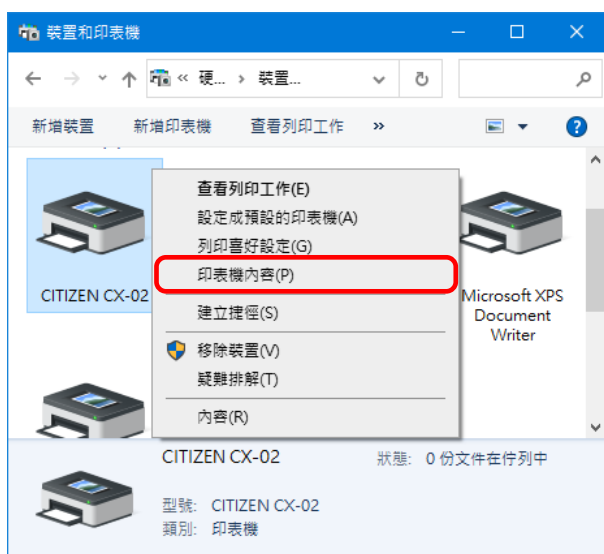 裝置和印表機
« 硬... › 裝置...
新增裝置 新增印表機 查看列印工作 »
查看列印工作(E)
設定成預設的印表機(A)
列印喜好設定(G)
印表機內容(P)
建立捷徑(S)
移除裝置(V)
疑難排解(T)
內容(R)
CITIZEN CX-02
Microsoft XPS
Document
Writer
CITIZEN CX-02 狀態: 0 份文件在佇列中
型號: CITIZEN CX-02
類別: 印表機